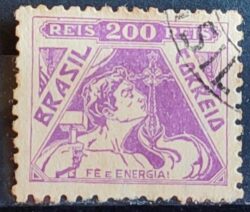 REIS 200 REIS
BRASIL
CORREIO
FÉ E ENERGIA!